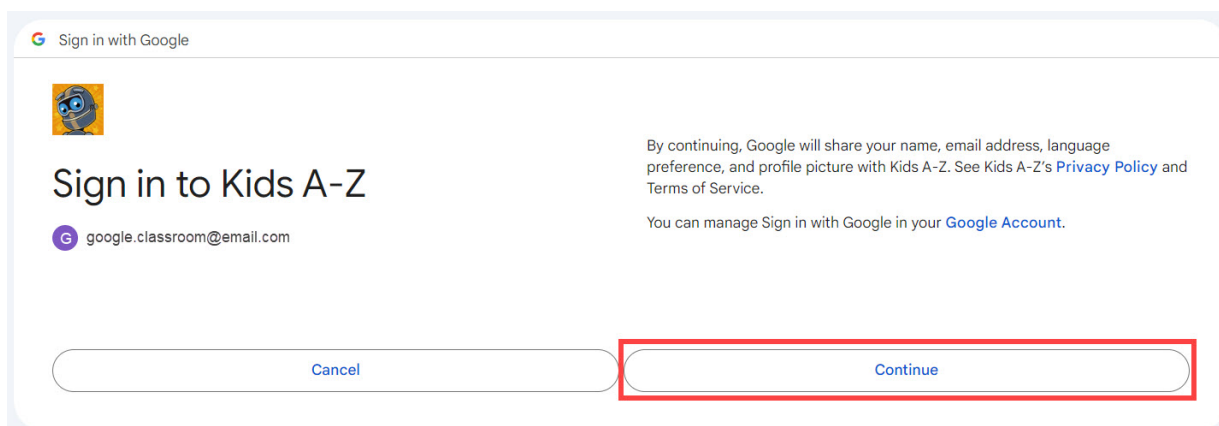 Sign in with Google
Sign in to Kids A-Z
G google.classroom@email.com
By continuing, Google will share your name, email address, language
preference, and profile picture with Kids A-Z. See Kids A-Z's Privacy Policy and
Terms of Service.
You can manage Sign in with Google in your Google Account.
Cancel
Continue